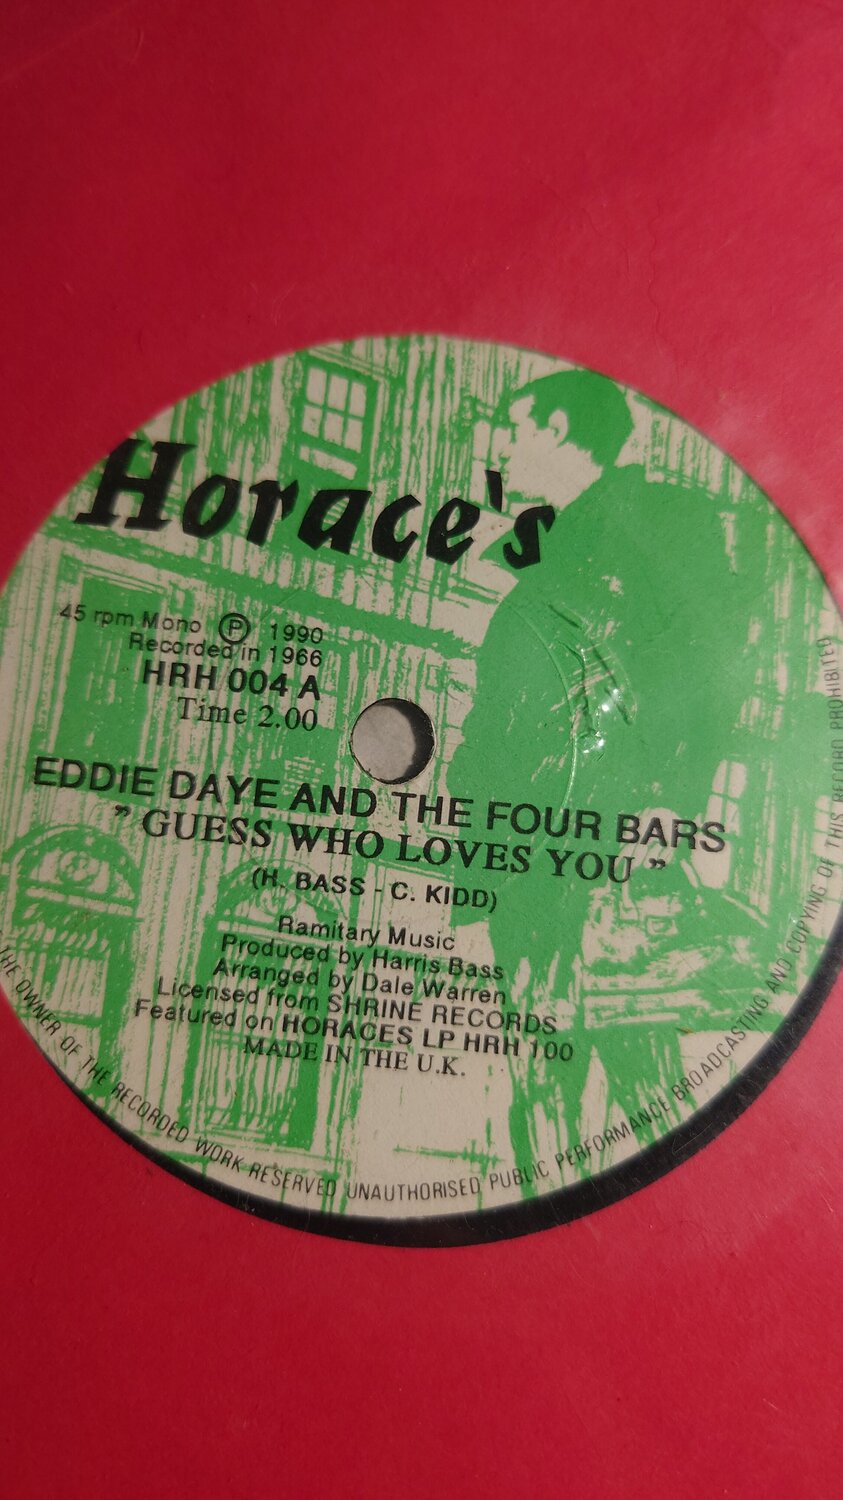 Horace's
45 rpm Mono Ⓟ 1990
Recorded in 1966
HRH 004 A
Time 2.00
EDDIE DAYE AND THE FOUR BARS
" GUESS WHO LOVES YOU "
(H. BASS - C. KIDD)
Ramitary Music
Produced by Harris Bass
Arranged by Dale Warren
Licensed from SHRINE RECORDS
Featured on HORACES LP HRH 100
MADE IN THE U.K.
THE OWNER OF THE RECORDED WORK RESERVED UNAUTHORISED PUBLIC PERFORMANCE BROADCASTING AND COPYING OF THIS RECORD PROHIBITED